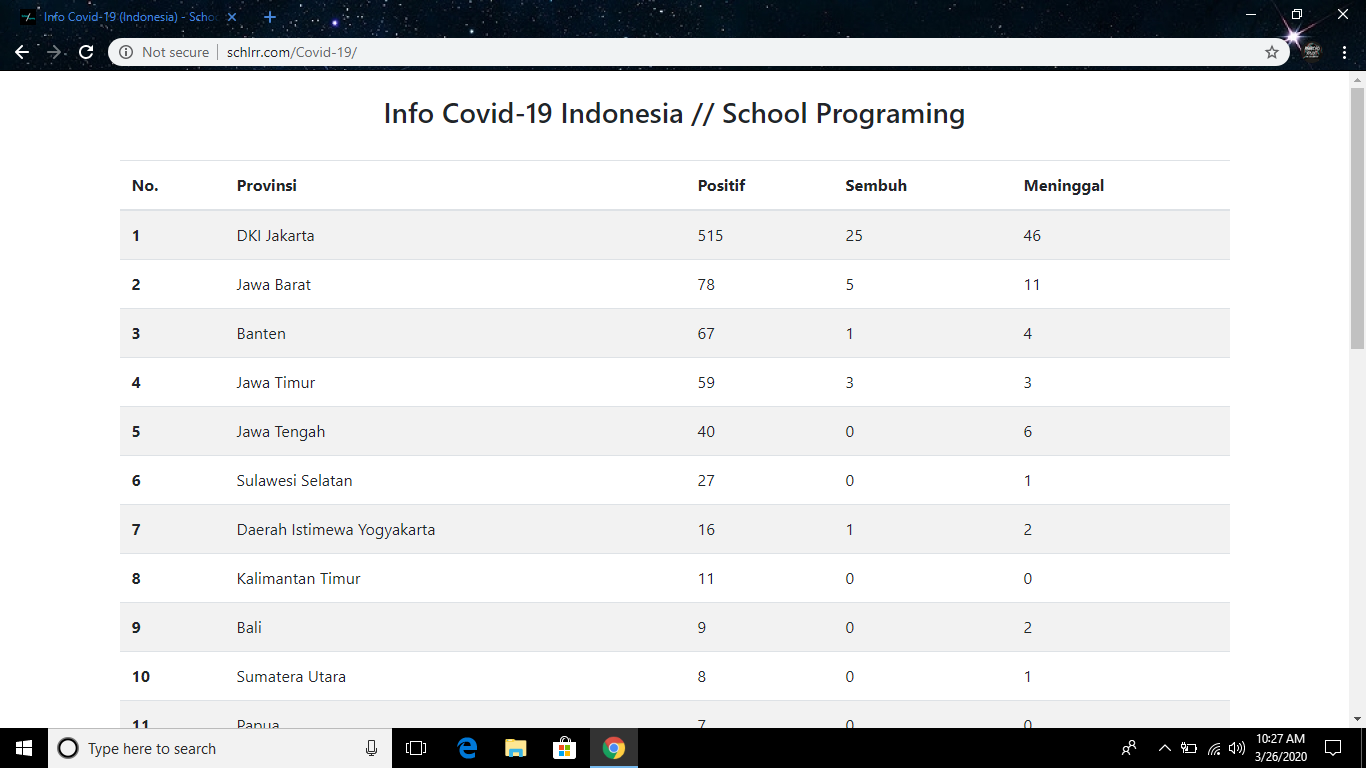 Info Covid-19 (Indonesia) - Scho
Not secure | schlrr.com/Covid-19/
Info Covid-19 Indonesia // School Programing
No. Provinsi Positif Sembuh Meninggal
1 DKI Jakarta 515 25 46
2 Jawa Barat 78 5 11
3 Banten 67 1 4
4 Jawa Timur 59 3 3
5 Jawa Tengah 40 0 6
6 Sulawesi Selatan 27 0 1
7 Daerah Istimewa Yogyakarta 16 1 2
8 Kalimantan Timur 11 0 0
9 Bali 9 0 2
10 Sumatera Utara 8 0 1
11 Papua 7 0 0
Type here to search
10:27 AM
3/26/2020